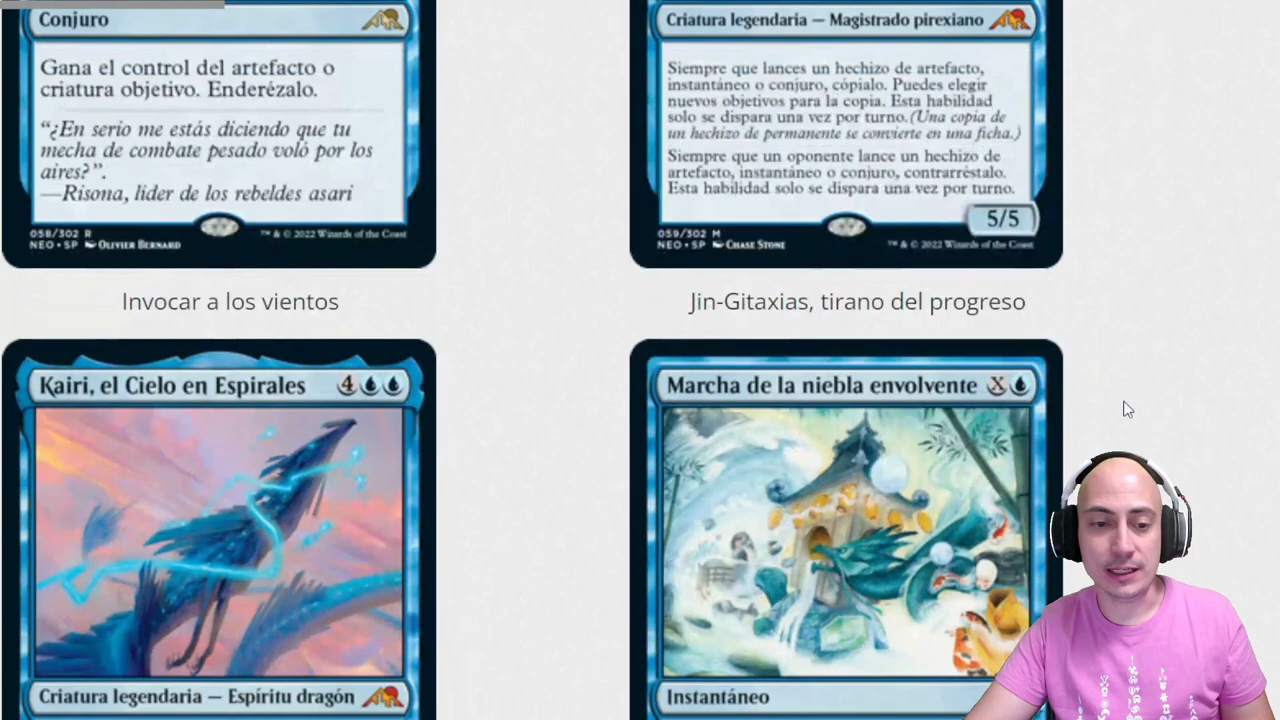 Conjuro
Gana el control del artefacto o
criatura objetivo. Enderézalo.
“¿En serio me estás diciendo que tu
mecha de combate pesado voló por los
aires?”.
—Risona, líder de los rebeldes asari
058/302 R
NEO • SP OLIVIER BERNARD
™ & © 2022 Wizards of the Coast
Invocar a los vientos
Criatura legendaria — Magistrado pirexiano
Siempre que lances un hechizo de artefacto,
instantáneo o conjuro, cópialo. Puedes elegir
nuevos objetivos para la copia. Esta habilidad
solo se dispara una vez por turno.(Una copia de
un hechizo de permanente se convierte en una ficha.)
Siempre que un oponente lance un hechizo de
artefacto, instantáneo o conjuro, contrarréstalo.
Esta habilidad solo se dispara una vez por turno.
5/5
059/302 M
NEO • SP CHASE STONE
™ & © 2022 Wizards of the Coast
Jin-Gitaxias, tirano del progreso
Kairi, el Cielo en Espirales 4
Criatura legendaria — Espíritu dragón
Marcha de la niebla envolvente X
Instantáneo